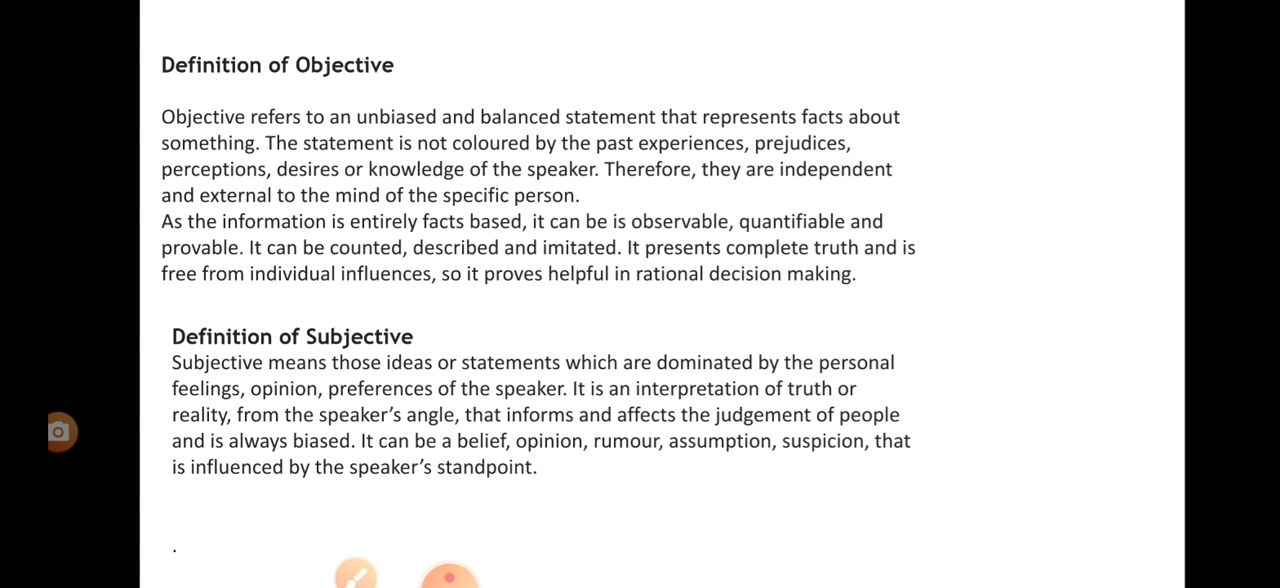 Definition of Objective
Objective refers to an unbiased and balanced statement that represents facts about
something. The statement is not coloured by the past experiences, prejudices,
perceptions, desires or knowledge of the speaker. Therefore, they are independent
and external to the mind of the specific person.
As the information is entirely facts based, it can be is observable, quantifiable and
provable. It can be counted, described and imitated. It presents complete truth and is
free from individual influences, so it proves helpful in rational decision making.
Definition of Subjective
Subjective means those ideas or statements which are dominated by the personal
feelings, opinion, preferences of the speaker. It is an interpretation of truth or
reality, from the speaker’s angle, that informs and affects the judgement of people
and is always biased. It can be a belief, opinion, rumour, assumption, suspicion, that
is influenced by the speaker’s standpoint.
.